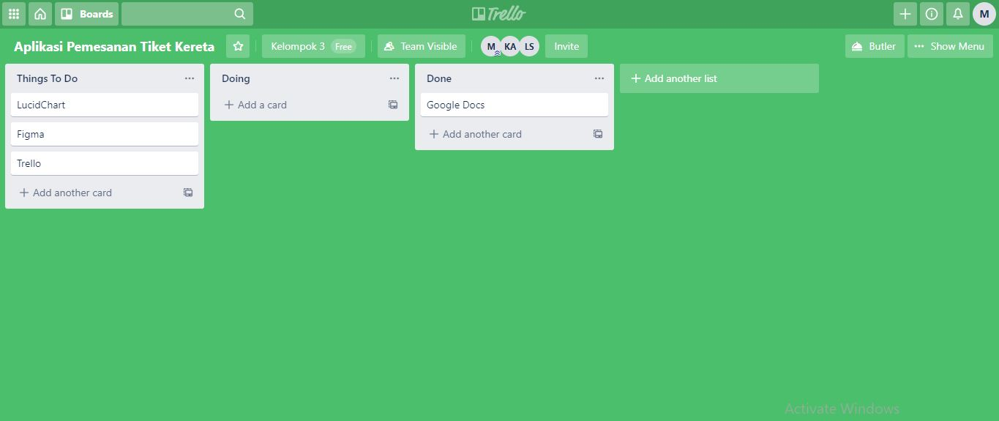 Boards
Trello
M
Aplikasi Pemesanan Tiket Kereta
Kelompok 3 Free
Team Visible
M KA LS
Invite
Butler
Show Menu
Things To Do
LucidChart
Figma
Trello
Add another card
Doing
Add a card
Done
Google Docs
Add another card
Add another list
Activate Windows